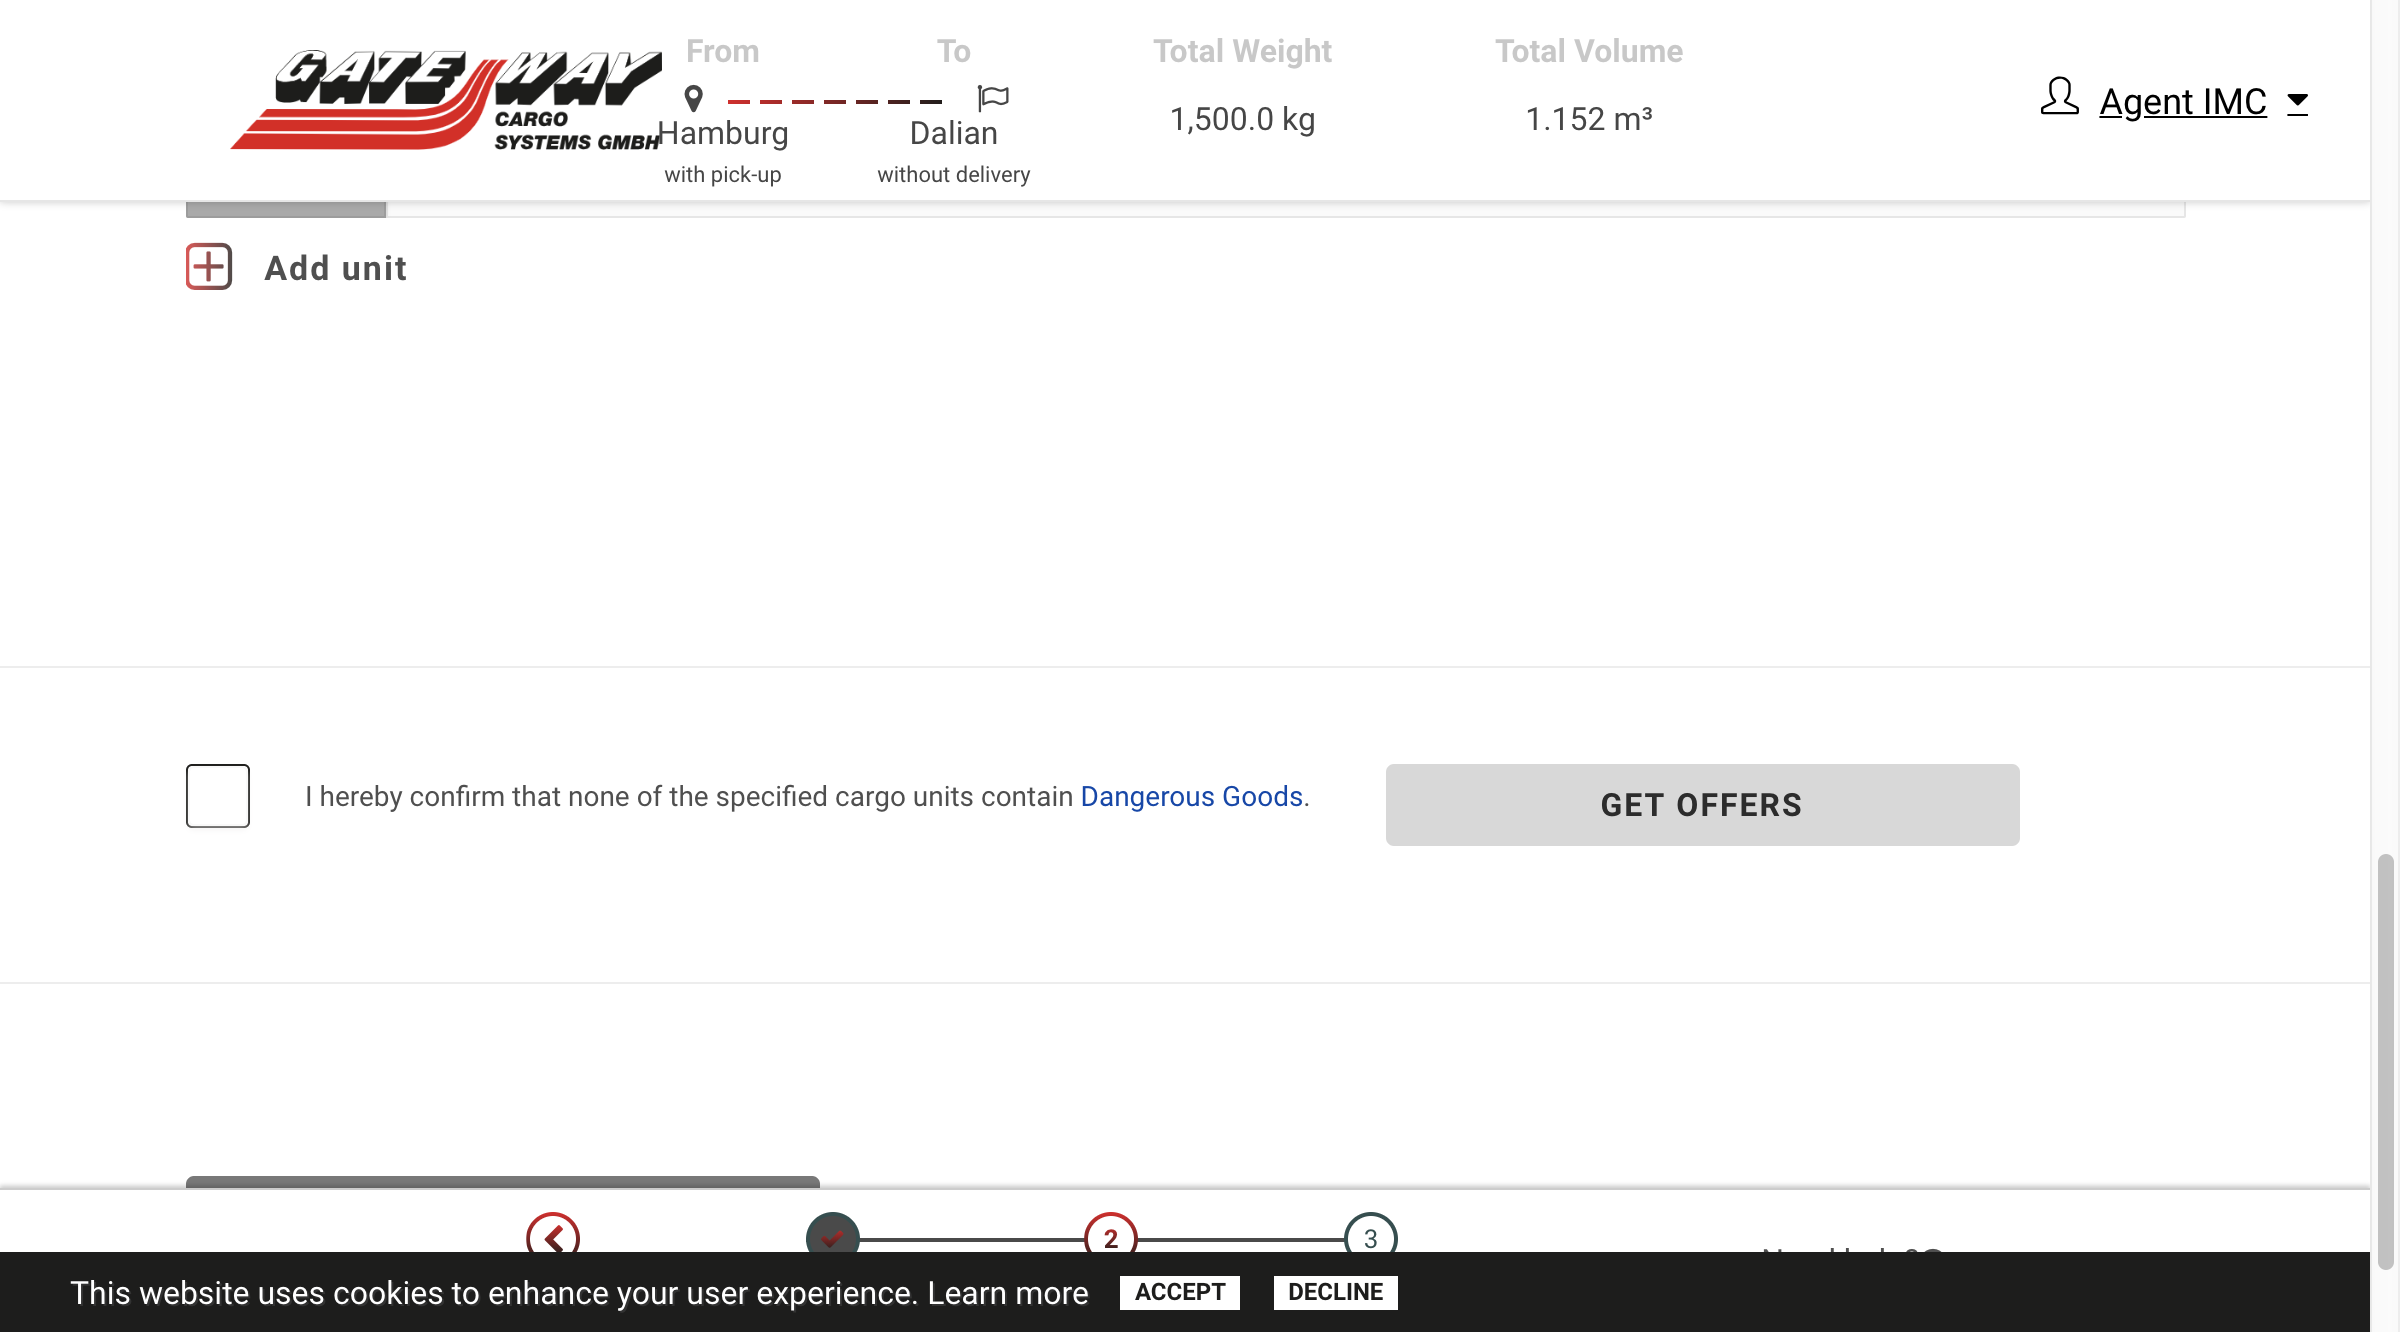 GATEWAY
CARGO
SYSTEMS GMBH
From
To
Hamburg
Dalian
with pick-up
without delivery
Total Weight
1,500.0 kg
Total Volume
1.152 m³
Agent IMC
Add unit
I hereby confirm that none of the specified cargo units contain Dangerous Goods.
GET OFFERS
2
3
This website uses cookies to enhance your user experience. Learn more
ACCEPT
DECLINE